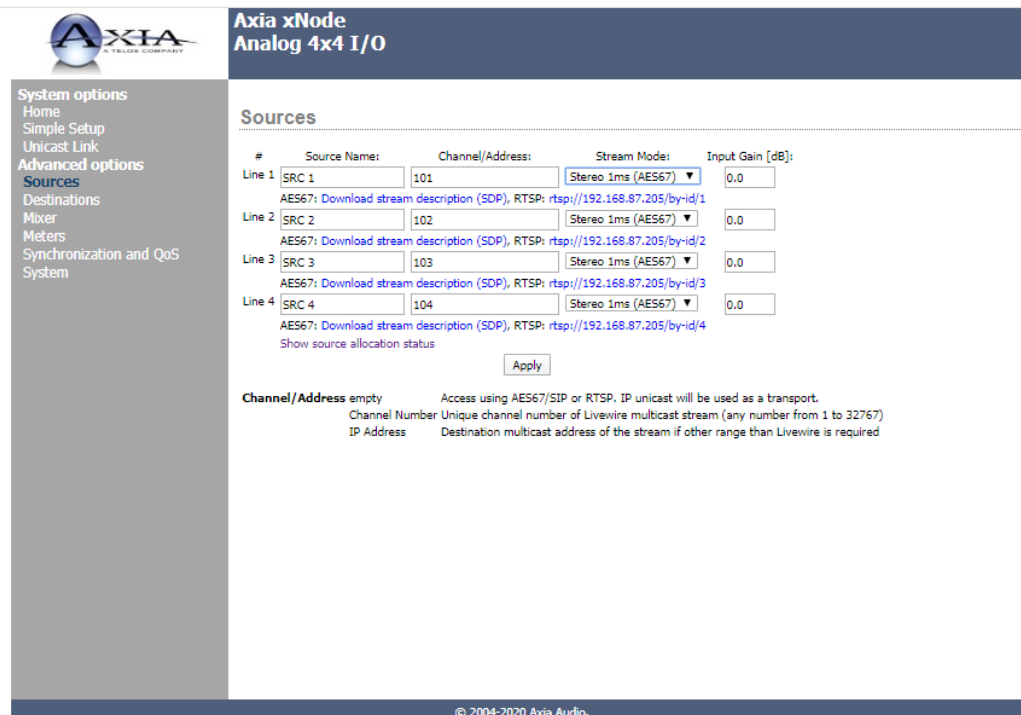 AXIA
A TELOS COMPANY
Axia xNode
Analog 4x4 I/O
System options
Home
Simple Setup
Unicast Link
Advanced options
Sources
Destinations
Mixer
Meters
Synchronization and QoS
System
Sources
# Source Name: Channel/Address: Stream Mode: Input Gain [dB]:
Line 1 SRC 1 101 Stereo 1ms (AES67) ▼ 0.0
AES67: Download stream description (SDP), RTSP: rtsp://192.168.87.205/by-id/1
Line 2 SRC 2 102 Stereo 1ms (AES67) ▼ 0.0
AES67: Download stream description (SDP), RTSP: rtsp://192.168.87.205/by-id/2
Line 3 SRC 3 103 Stereo 1ms (AES67) ▼ 0.0
AES67: Download stream description (SDP), RTSP: rtsp://192.168.87.205/by-id/3
Line 4 SRC 4 104 Stereo 1ms (AES67) ▼ 0.0
AES67: Download stream description (SDP), RTSP: rtsp://192.168.87.205/by-id/4
Show source allocation status
Apply
Channel/Address empty Access using AES67/SIP or RTSP. IP unicast will be used as a transport.
Channel Number Unique channel number of Livewire multicast stream (any number from 1 to 32767)
IP Address Destination multicast address of the stream if other range than Livewire is required
© 2004-2020 Axia Audio.